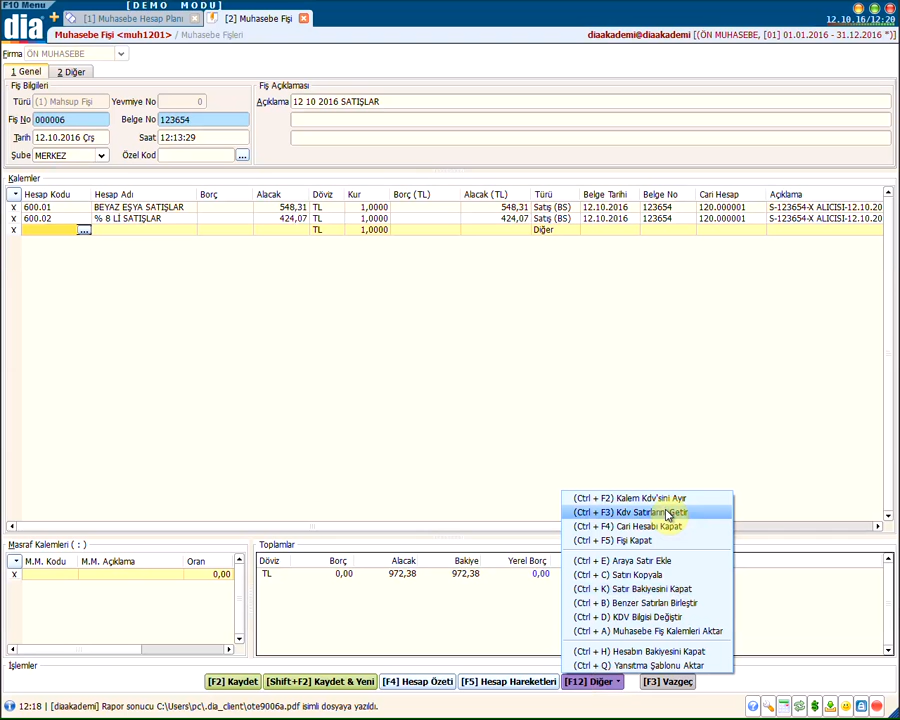 F10 Menu
[DEMO MODU]
dia
[1] Muhasebe Hesap Planı
[2] Muhasebe Fişi
12.10.16/12:20
Muhasebe Fişi <muh1201> / Muhasebe Fişleri
diaakademi@diaakademi [(ÖN MUHASEBE, [01] 01.01.2016 - 31.12.2016 *)]
Firma ÖN MUHASEBE
1 Genel
2 Diğer
Fiş Bilgileri
Fiş Açıklaması
Türü (1) Mahsup Fişi Yevmiye No 0
Açıklama 12 10 2016 SATIŞLAR
Fiş No 000006 Belge No 123654
Tarih 12.10.2016 Çrş Saat 12:13:29
Şube MERKEZ Özel Kod ...
Kalemler
Hesap Kodu Hesap Adı Borç Alacak Döviz Kur Borç (TL) Alacak (TL) Türü Belge Tarihi Belge No Cari Hesap Açıklama
X 600.01 BEYAZ EŞYA SATIŞLAR 548,31 TL 1,0000 548,31 Satış (BS) 12.10.2016 123654 120.000001 S-123654-X ALICISI-12.10.20
X 600.02 % 8 Lİ SATIŞLAR 424,07 TL 1,0000 424,07 Satış (BS) 12.10.2016 123654 120.000001 S-123654-X ALICISI-12.10.20
X ... TL 1,0000 Diğer
(Ctrl + F2) Kalem Kdv'sini Ayır
(Ctrl + F3) Kdv Satırlarını Getir
(Ctrl + F4) Cari Hesabı Kapat
(Ctrl + F5) Fişi Kapat
(Ctrl + E) Araya Satır Ekle
(Ctrl + C) Satırı Kopyala
(Ctrl + K) Satır Bakiyesini Kapat
(Ctrl + B) Benzer Satırları Birleştir
(Ctrl + D) KDV Bilgisi Değiştir
(Ctrl + A) Muhasebe Fiş Kalemleri Aktar
(Ctrl + H) Hesabın Bakiyesini Kapat
(Ctrl + Q) Yansıtma Şablonu Aktar
Masraf Kalemleri ( : )
M.M. Kodu M.M. Açıklama Oran
X 0,00
Toplamlar
Döviz Borç Alacak Bakiye Yerel Borç
TL 0,00 972,38 972,38 0,00
İşlemler
[F2] Kaydet [Shift+F2] Kaydet & Yeni [F4] Hesap Özeti [F5] Hesap Hareketleri [F12] Diğer [F3] Vazgeç
12:18 | [diaakademi] Rapor sonucu C:\Users\pc\.dia_client\ote9006a.pdf isimli dosyaya yazıldı.